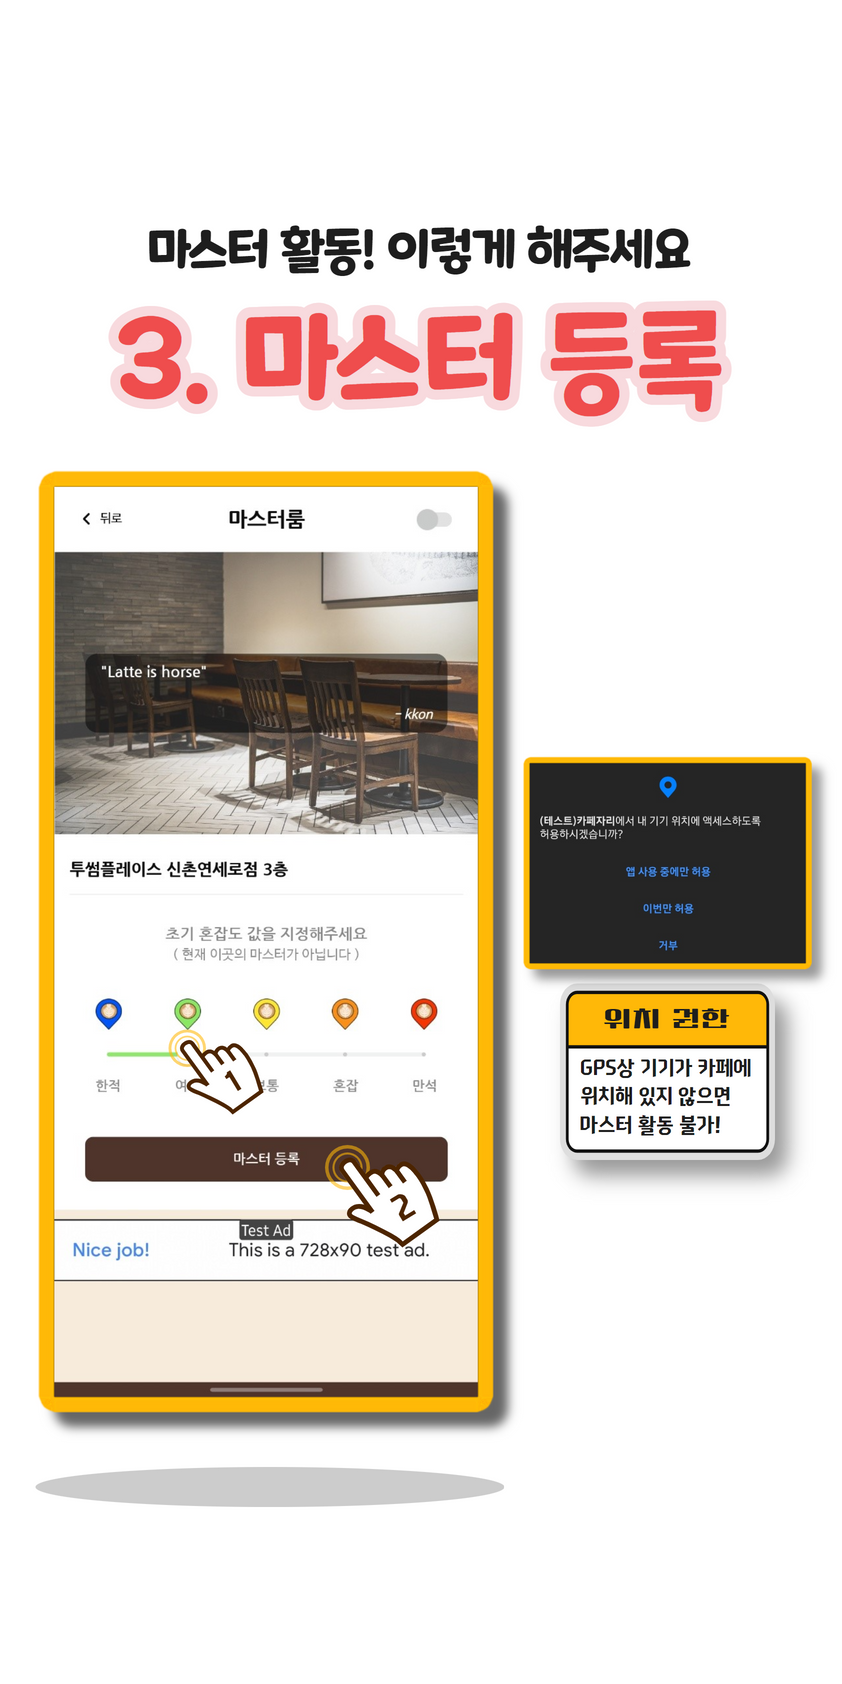 마스터 활동! 이렇게 해주세요
3. 마스터 등록
뒤로
마스터룸
"Latte is horse"
- kkon
투썸플레이스 신촌연세로점 3층
초기 혼잡도 값을 지정해주세요
( 현재 이곳의 마스터가 아닙니다 )
한적
혼잡
만석
1
마스터 등록
2
Test Ad
Nice job!
This is a 728x90 test ad.
(테스트)카페자리에서 내 기기 위치에 액세스하도록
허용하시겠습니까?
앱 사용 중에만 허용
이번만 허용
거부
위치 권한
GPS상 기기가 카페에
위치해 있지 않으면
마스터 활동 불가!